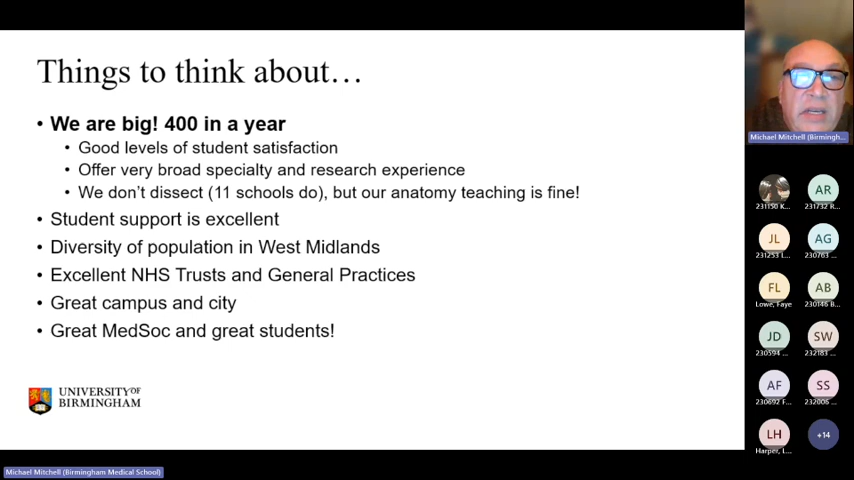 Things to think about…
• We are big! 400 in a year
• Good levels of student satisfaction
• Offer very broad specialty and research experience
• We don't dissect (11 schools do), but our anatomy teaching is fine!
• Student support is excellent
• Diversity of population in West Midlands
• Excellent NHS Trusts and General Practices
• Great campus and city
• Great MedSoc and great students!
UNIVERSITY OF
BIRMINGHAM
Michael Mitchell (Birmingham Medical School)
Michael Mitchell (Birmingh...
AR
231150 K...
231732 R...
JL
AG
231253 L...
230763 ...
FL
AB
Lowe, Faye
230146 B...
JD
SW
230594 ...
232183 ...
AF
SS
230692 F...
232006 ...
LH
+14
Harper, L...